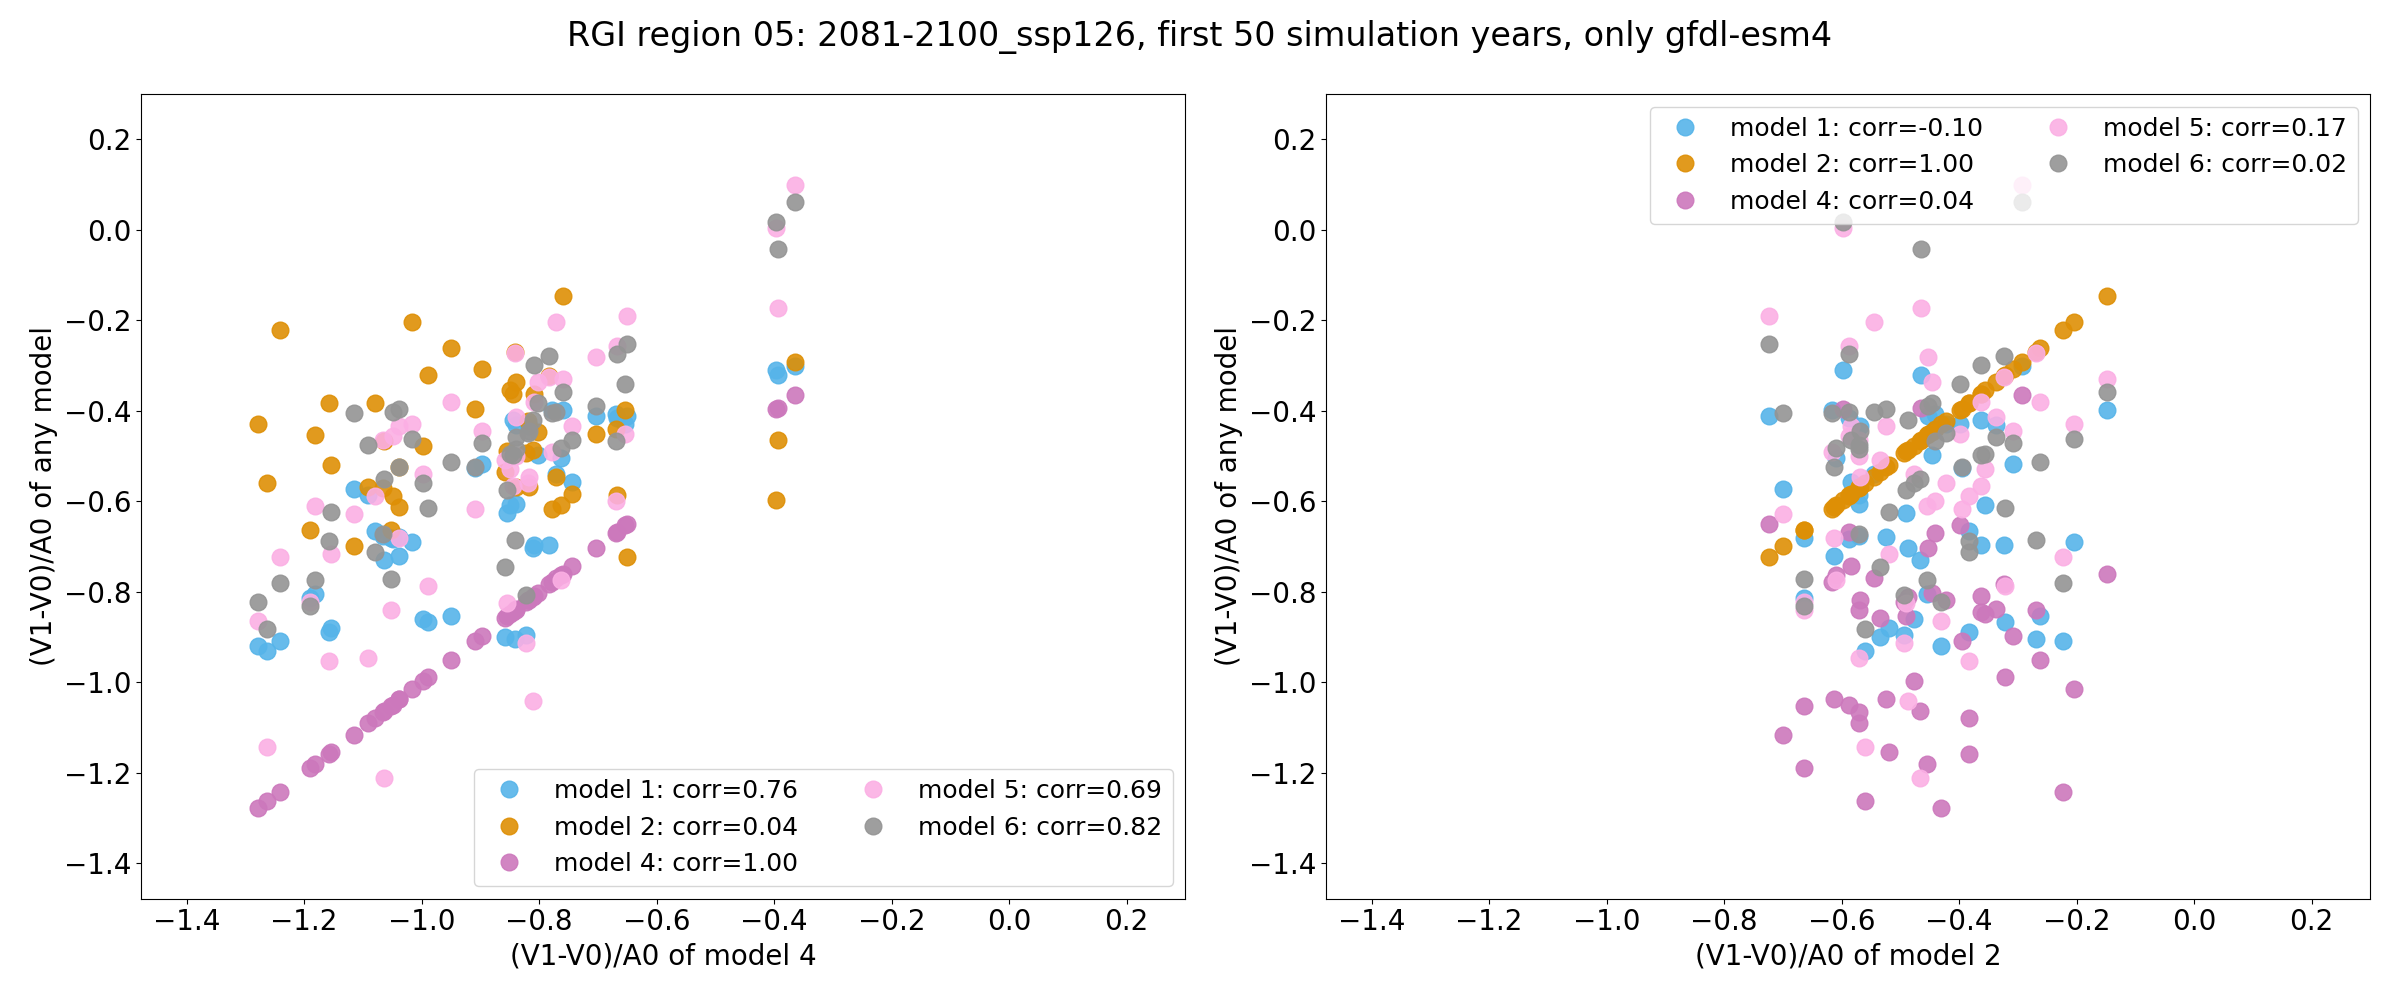 RGI region 05: 2081-2100_ssp126, first 50 simulation years, only gfdl-esm4
(V1-V0)/A0 of any model
0.2
0.0
−0.2
−0.4
−0.6
−0.8
−1.0
−1.2
−1.4
model 1: corr=0.76
model 2: corr=0.04
model 4: corr=1.00
model 5: corr=0.69
model 6: corr=0.82
−1.4 −1.2 −1.0 −0.8 −0.6 −0.4 −0.2 0.0 0.2
(V1-V0)/A0 of model 4
(V1-V0)/A0 of any model
0.2
0.0
−0.2
−0.4
−0.6
−0.8
−1.0
−1.2
−1.4
model 1: corr=-0.10
model 2: corr=1.00
model 4: corr=0.04
model 5: corr=0.17
model 6: corr=0.02
−1.4 −1.2 −1.0 −0.8 −0.6 −0.4 −0.2 0.0 0.2
(V1-V0)/A0 of model 2